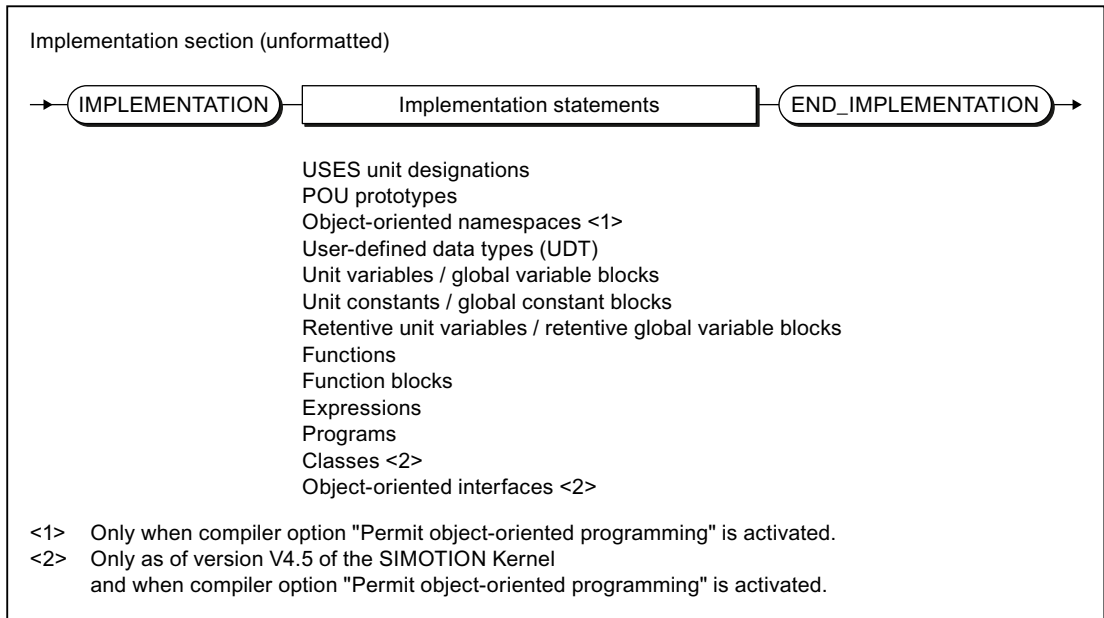 Implementation section (unformatted)
IMPLEMENTATION Implementation statements END_IMPLEMENTATION
USES unit designations
POU prototypes
Object-oriented namespaces <1>
User-defined data types (UDT)
Unit variables / global variable blocks
Unit constants / global constant blocks
Retentive unit variables / retentive global variable blocks
Functions
Function blocks
Expressions
Programs
Classes <2>
Object-oriented interfaces <2>
<1> Only when compiler option "Permit object-oriented programming" is activated.
<2> Only as of version V4.5 of the SIMOTION Kernel
and when compiler option "Permit object-oriented programming" is activated.